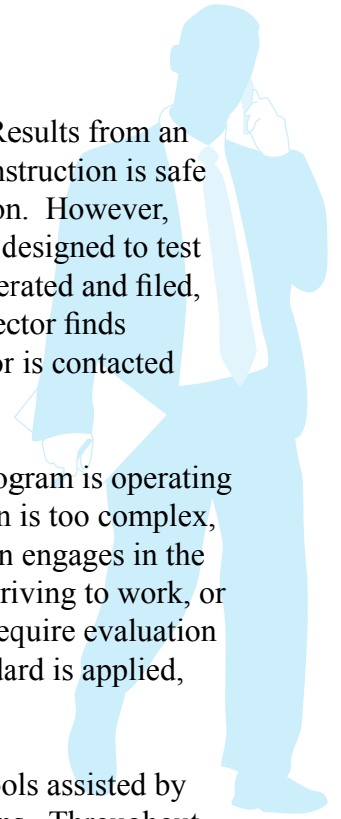 Results from an
nstruction is safe
on. However,
designed to test
erated and filed,
ector finds
or is contacted
ogram is operating
n is too complex,
n engages in the
riving to work, or
equire evaluation
dard is applied,
ools assisted by
ns. Throughout